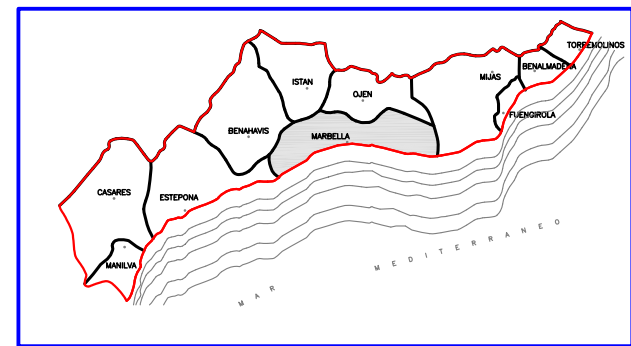 TORREMOLINOS
BENALMADENA
MIJAS
ISTAN
OJEN
FUENGIROLA
BENAHAVIS
MARBELLA
CASARES
ESTEPONA
MANILVA
MAR MEDITERRANEO